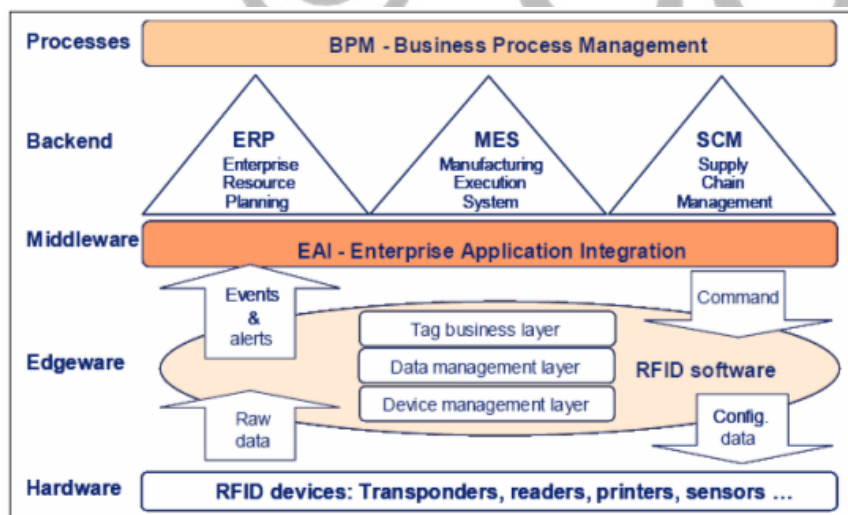 Processes
BPM - Business Process Management
Backend
ERP
Enterprise
Resource
Planning
MES
Manufacturing
Execution
System
SCM
Supply
Chain
Management
Middleware
EAI - Enterprise Application Integration
Events
&
alerts
Command
Edgeware
Tag business layer
Data management layer
Device management layer
RFID software
Raw
data
Config.
data
Hardware
RFID devices: Transponders, readers, printers, sensors ...